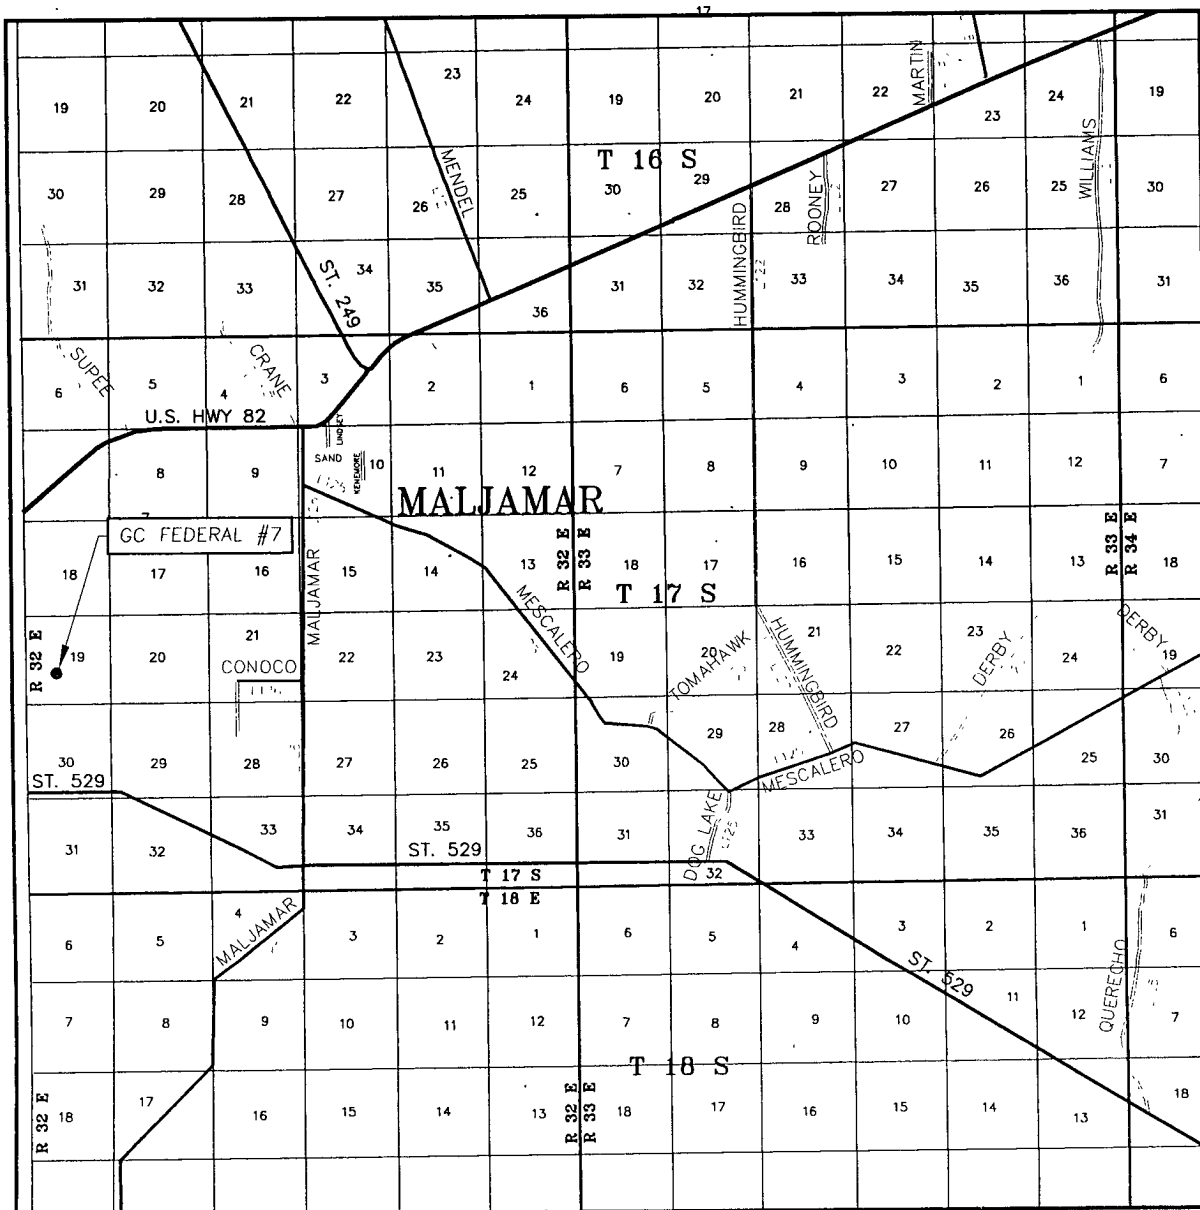 17
19 20 21 22 23 24 19 20 21 22 MARTIN 23 24 19
MENDEL T 16 S WILLIAMS
30 29 28 27 26 25 30 29 28 ROONEY 27 26 25 30
HUMMINGBIRD
31 32 33 ST. 249 34 35 36 31 32 33 34 35 36 31
SUPEE CRANE
6 5 4 3 2 1 6 5 4 3 2 1 6
U.S. HWY 82
LINDSEY
SAND
KENEMORE
7 8 9 10 11 12 7 8 9 10 11 12 7
MALJAMAR
GC FEDERAL #7
R 32 E R 33 E
R 33 E R 34 E
18 17 16 MALJAMAR 15 14 13 18 17 16 15 14 13 18
MESCALERO T 17 S
R 32 E
19 20 21 22 23 24 19 20 21 22 23 24 19
CONOCO TOMAHAWK HUMMINGBIRD DERBY DERBY
30 29 28 27 26 25 30 29 28 27 26 25 30
ST. 529
MESCALERO
31 32 33 34 35 36 31 32 33 34 35 36 31
ST. 529
DOG LAKE
T 17 S
T 18 E
6 5 4 3 2 1 6 5 4 3 2 1 6
MALJAMAR
ST. 529
QUERECHO
7 8 9 10 11 12 7 8 9 10 11 12 7
T 18 S
R 32 E
R 32 E R 33 E
18 17 16 15 14 13 18 17 16 15 14 13 18